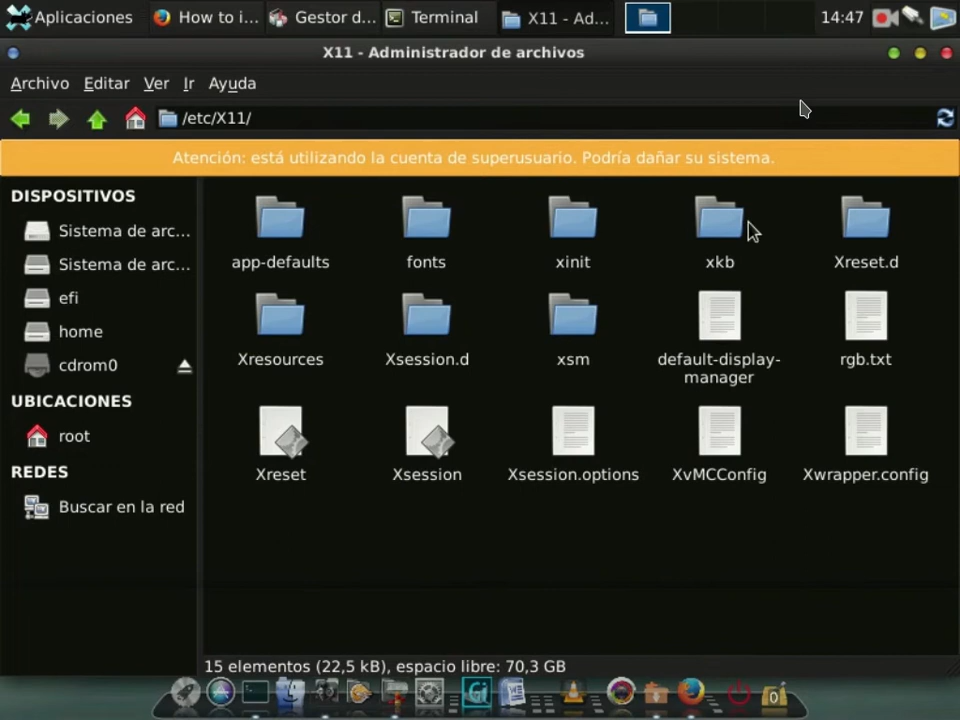 Aplicaciones
How to i...
Gestor d...
Terminal
X11 - Ad...
14:47
X11 - Administrador de archivos
Archivo Editar Ver Ir Ayuda
/etc/X11/
Atención: está utilizando la cuenta de superusuario. Podría dañar su sistema.
DISPOSITIVOS
Sistema de arc...
Sistema de arc...
efi
home
cdrom0
UBICACIONES
root
REDES
Buscar en la red
app-defaults
fonts
xinit
xkb
Xreset.d
Xresources
Xsession.d
xsm
default-display-
manager
rgb.txt
Xreset
Xsession
Xsession.options
XvMCConfig
Xwrapper.config
15 elementos (22,5 kB), espacio libre: 70,3 GB
Gi
0